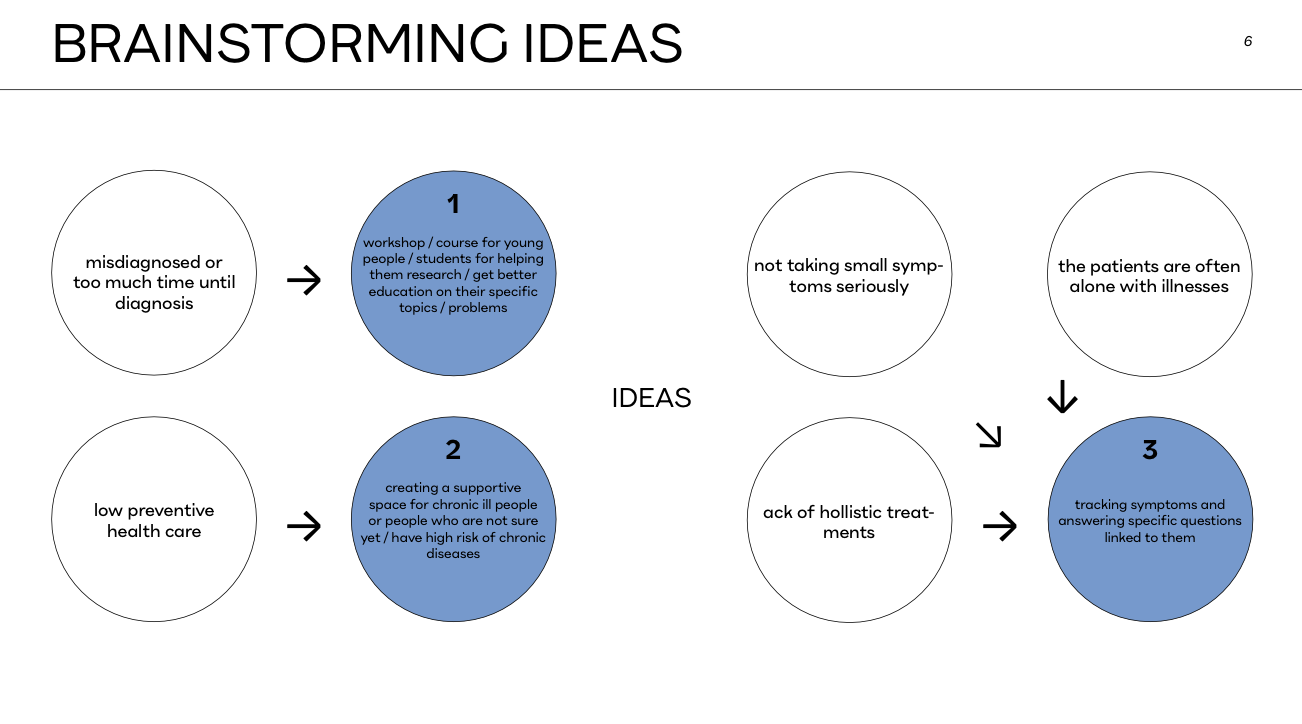 BRAINSTORMING IDEAS
6
misdiagnosed or
too much time until
diagnosis
1
workshop / course for young
people / students for helping
them research / get better
education on their specific
topics / problems
not taking small symp-
toms seriously
the patients are often
alone with illnesses
IDEAS
low preventive
health care
2
creating a supportive
space for chronic ill people
or people who are not sure
yet / have high risk of chronic
diseases
ack of hollistic treat-
ments
3
tracking symptoms and
answering specific questions
linked to them